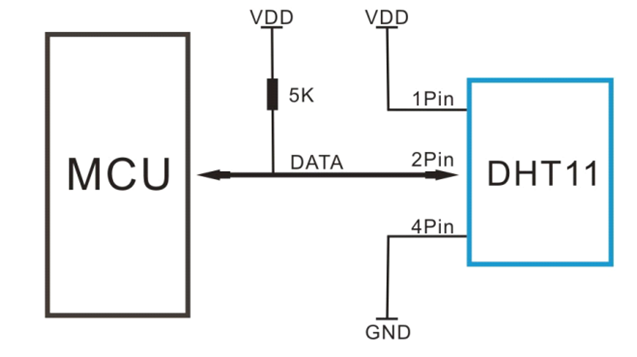 VDD
VDD
5K
1Pin
MCU
DATA
2Pin
DHT11
4Pin
GND